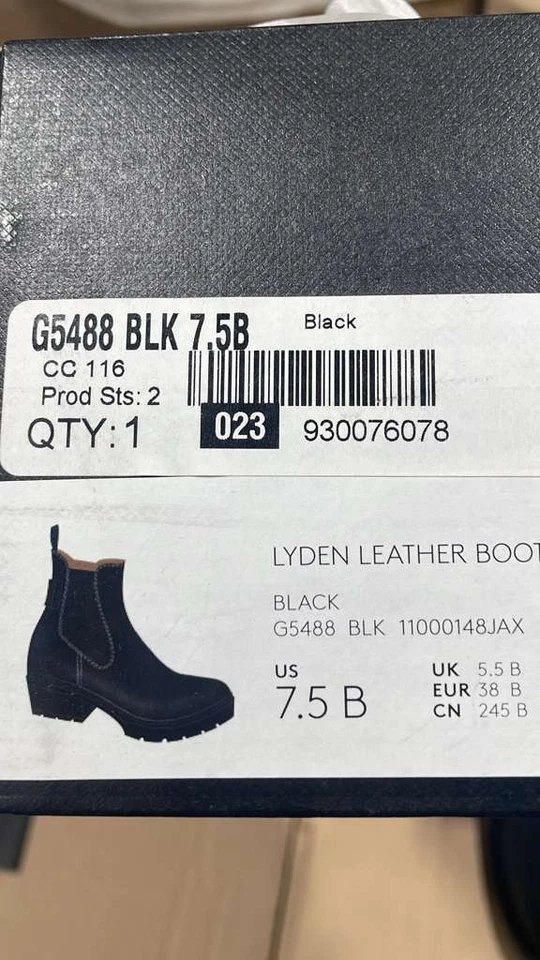 G5488 BLK 7.5B
Black
CC 116
Prod Sts: 2
QTY: 1
023
930076078
LYDEN LEATHER BOOT
BLACK
G5488 BLK 11000148JAX
US
7.5 B
UK 5.5 B
EUR 38 B
CN 245 B